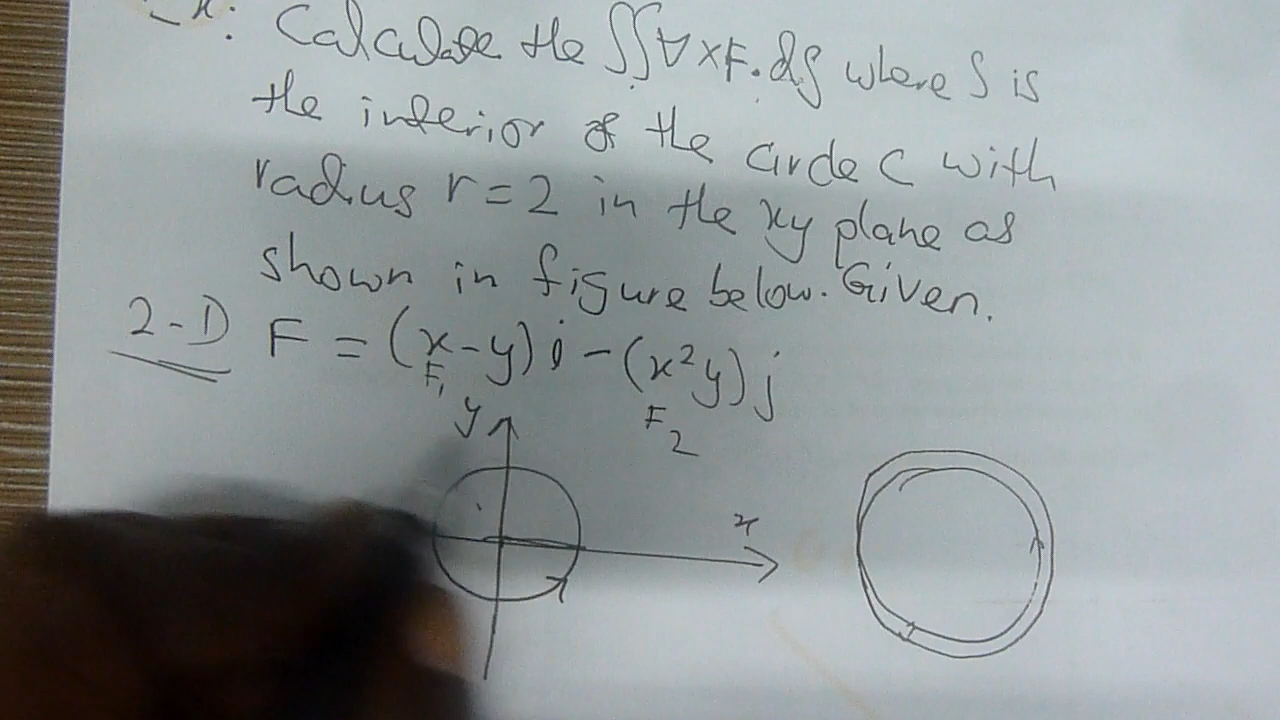 x: Calculate the ∬∇×F.dS where S is
the interior of the circle C with
radius r=2 in the xy plane as
shown in figure below. Given.
2-D F = (x-y)i-(x²y)j
F₁ F₂
y
x